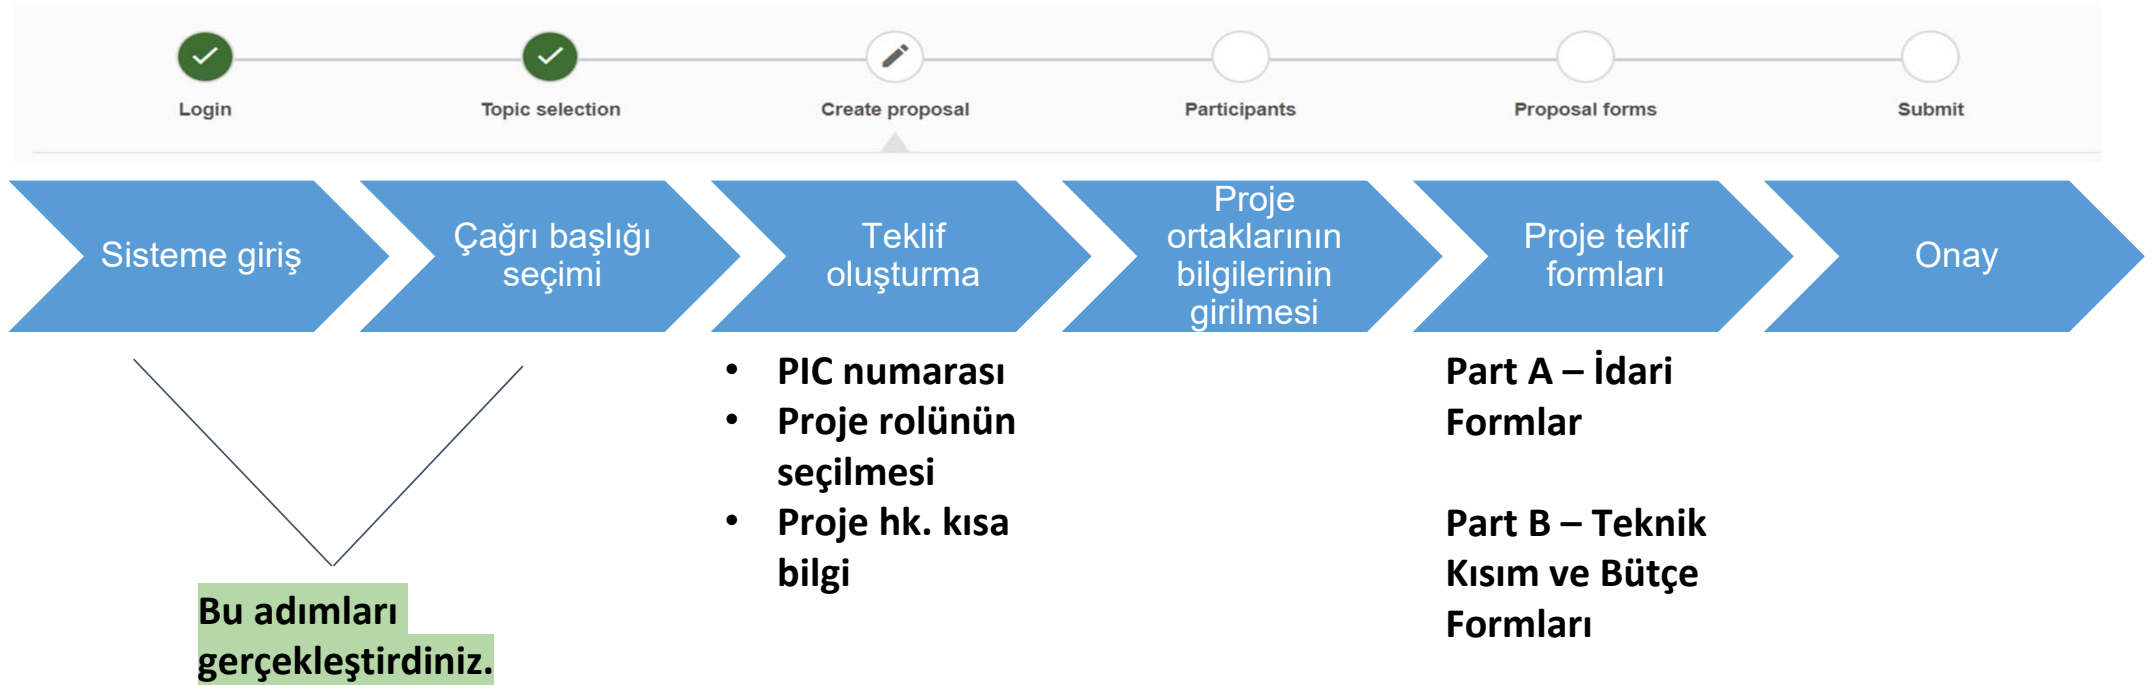 Login
Topic selection
Create proposal
Participants
Proposal forms
Submit
Sisteme giriş
Çağrı başlığı
seçimi
Teklif
oluşturma
Proje
ortaklarının
bilgilerinin
girilmesi
Proje teklif
formları
Onay
• PIC numarası
• Proje rolünün
seçilmesi
• Proje hk. kısa
bilgi
Part A – İdari
Formlar
Part B – Teknik
Kısım ve Bütçe
Formları
Bu adımları
gerçekleştirdiniz.